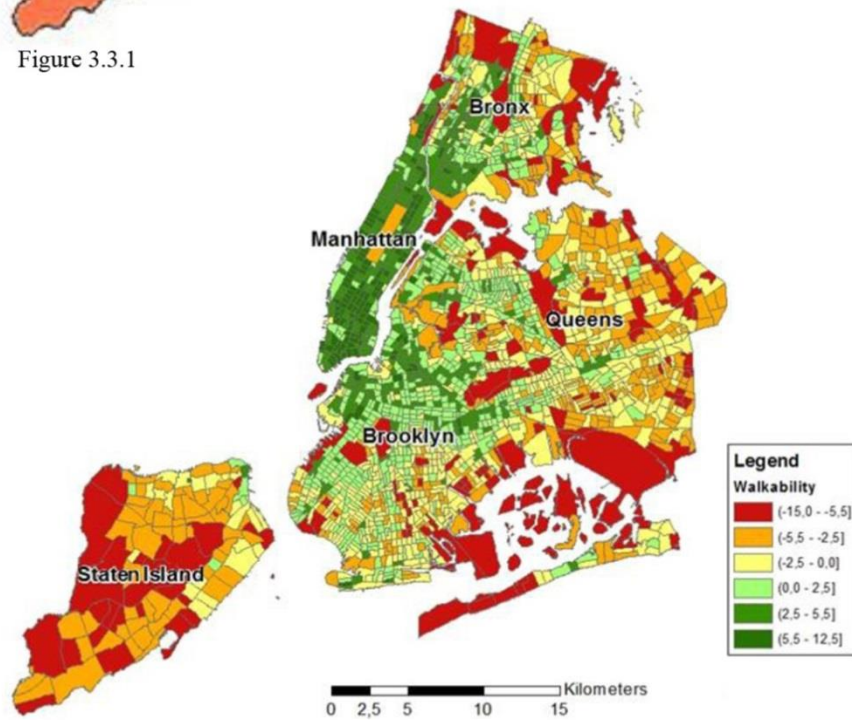 Figure 3.3.1
Bronx
Manhattan
Queens
Brooklyn
Staten Island
Legend
Walkability
(-15,0 - -5,5]
(-5,5 - -2,5]
(-2,5 - 0,0]
(0,0 - 2,5]
(2,5 - 5,5]
(5,5 - 12,5]
Kilometers
0 2,5 5 10 15